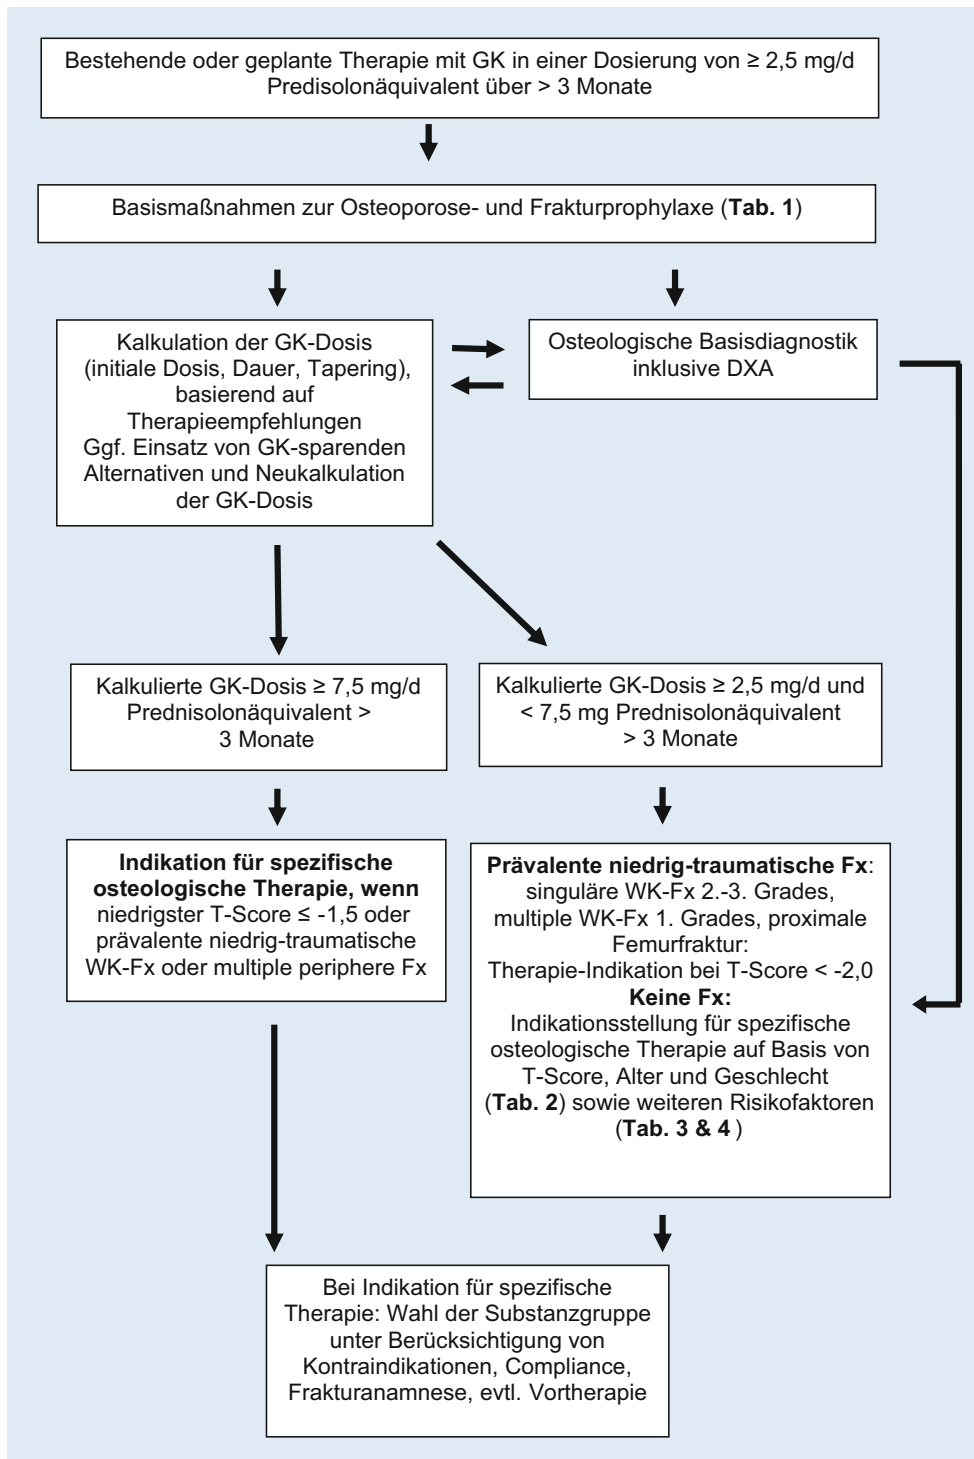 Bestehende oder geplante Therapie mit GK in einer Dosierung von ≥ 2,5 mg/d
Predisolonäquivalent über > 3 Monate
Basismaßnahmen zur Osteoporose- und Frakturprophylaxe (Tab. 1)
Kalkulation der GK-Dosis
(initiale Dosis, Dauer, Tapering),
basierend auf
Therapieempfehlungen
Ggf. Einsatz von GK-sparenden
Alternativen und Neukalkulation
der GK-Dosis
Osteologische Basisdiagnostik
inklusive DXA
Kalkulierte GK-Dosis ≥ 7,5 mg/d
Prednisolonäquivalent >
3 Monate
Kalkulierte GK-Dosis ≥ 2,5 mg/d und
< 7,5 mg Prednisolonäquivalent
> 3 Monate
Indikation für spezifische
osteologische Therapie, wenn
niedrigster T-Score ≤ -1,5 oder
prävalente niedrig-traumatische
WK-Fx oder multiple periphere Fx
Prävalente niedrig-traumatische Fx:
singuläre WK-Fx 2.-3. Grades,
multiple WK-Fx 1. Grades, proximale
Femurfraktur:
Therapie-Indikation bei T-Score < -2,0
Keine Fx:
Indikationsstellung für spezifische
osteologische Therapie auf Basis von
T-Score, Alter und Geschlecht
(Tab. 2) sowie weiteren Risikofaktoren
(Tab. 3 & 4 )
Bei Indikation für spezifische
Therapie: Wahl der Substanzgruppe
unter Berücksichtigung von
Kontraindikationen, Compliance,
Frakturanamnese, evtl. Vortherapie